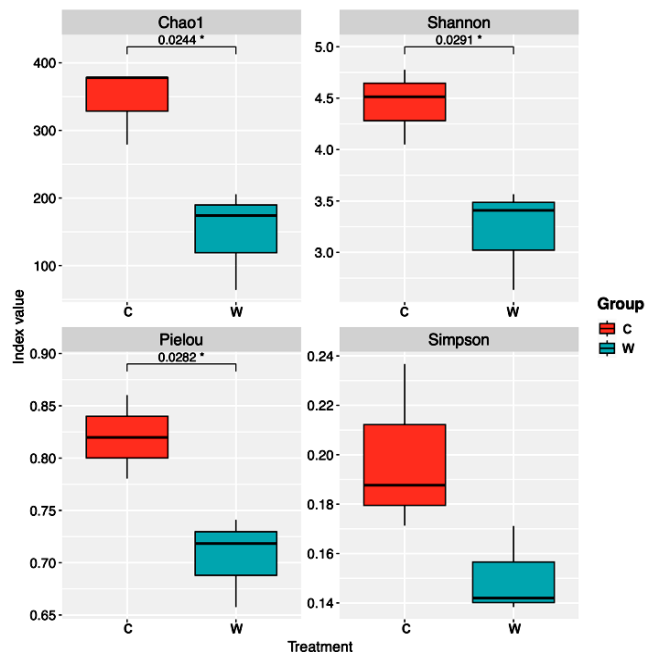 Chao1
Shannon
0.0244 *
0.0291 *
400
300
200
100
5.0
4.5
4.0
3.5
3.0
C
W
C
W
Pielou
Simpson
0.0282 *
0.90
0.85
0.80
0.75
0.70
0.65
0.24
0.22
0.20
0.18
0.16
0.14
C
W
C
W
Index value
Treatment
Group
C
W